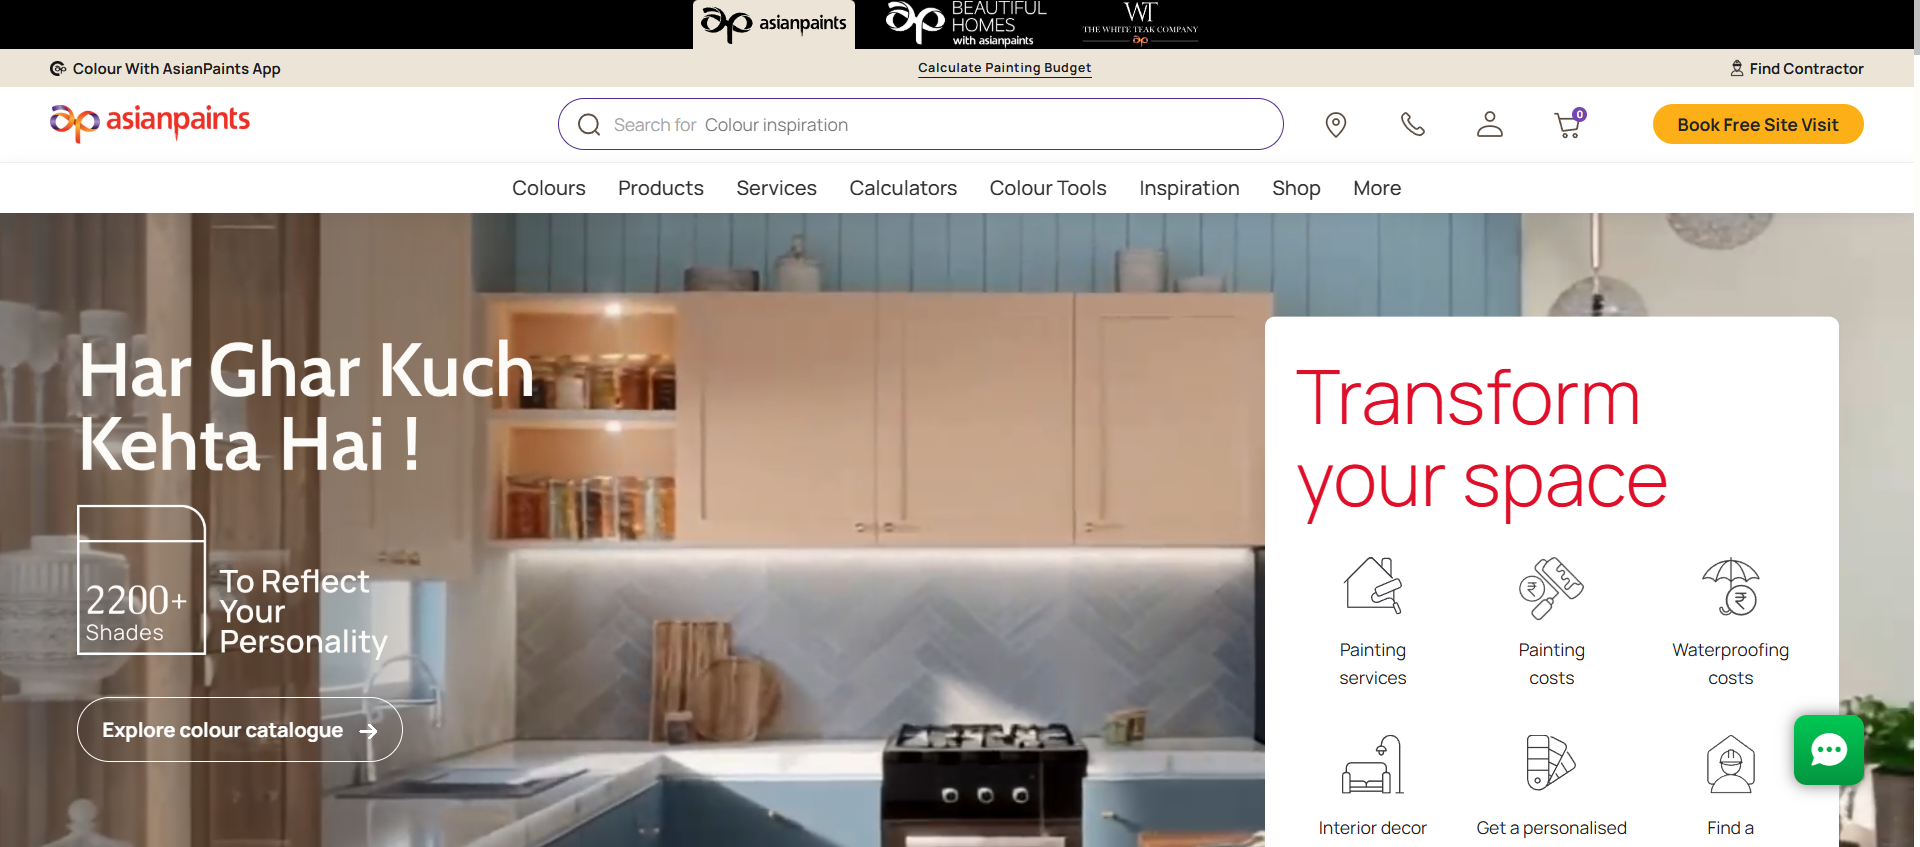 asianpaints
BEAUTIFUL
HOMES
with asianpaints
WT
THE WHITE TEAK COMPANY
Colour With AsianPaints App
Calculate Painting Budget
Find Contractor
asianpaints
Search for Colour inspiration
0
Book Free Site Visit
Colours Products Services Calculators Colour Tools Inspiration Shop More
Har Ghar Kuch
Kehta Hai !
2200+
Shades
To Reflect
Your
Personality
Explore colour catalogue
Transform
your space
Painting
services
Painting
costs
Waterproofing
costs
Interior decor
Get a personalised
Find a